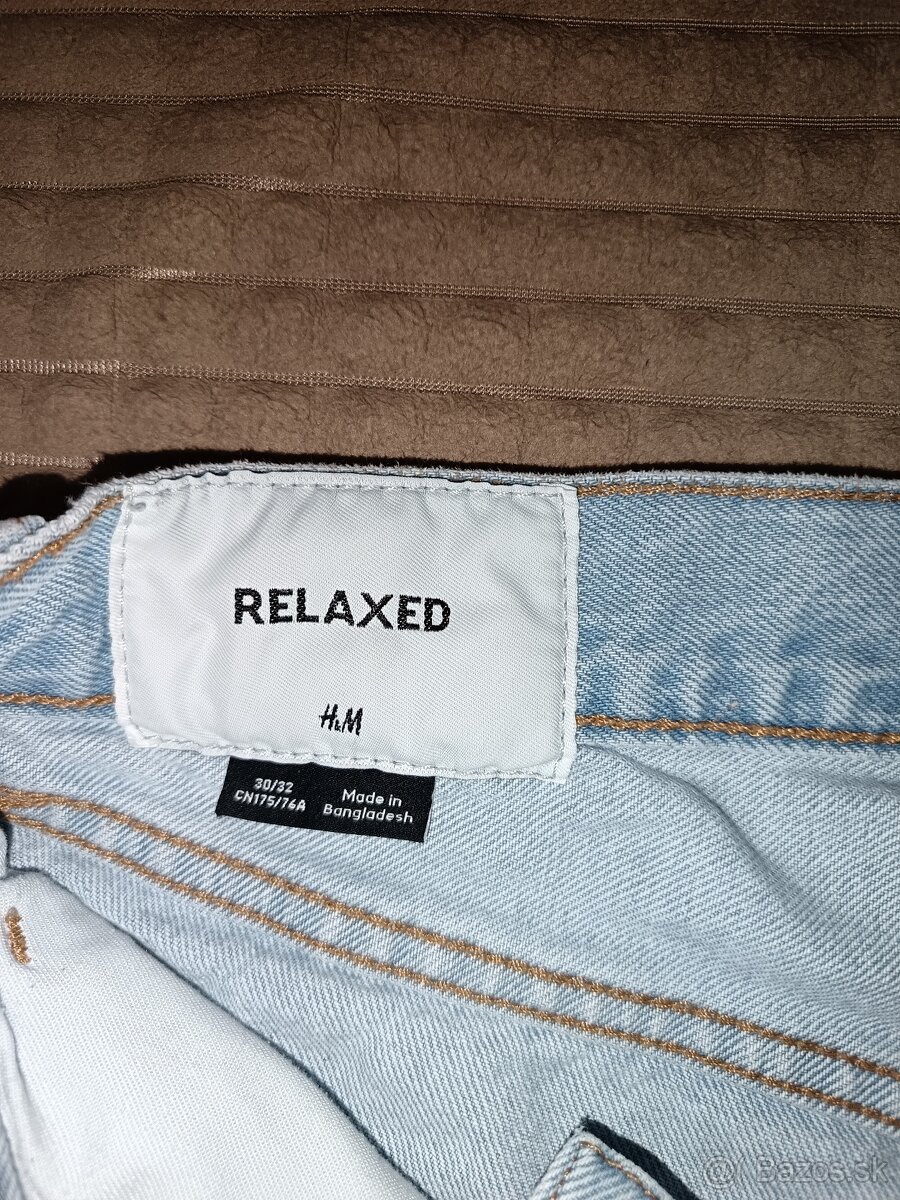 RELAXED
H&M
30/32
CN175/76A
Made in
Bangladesh
Bazos.sk